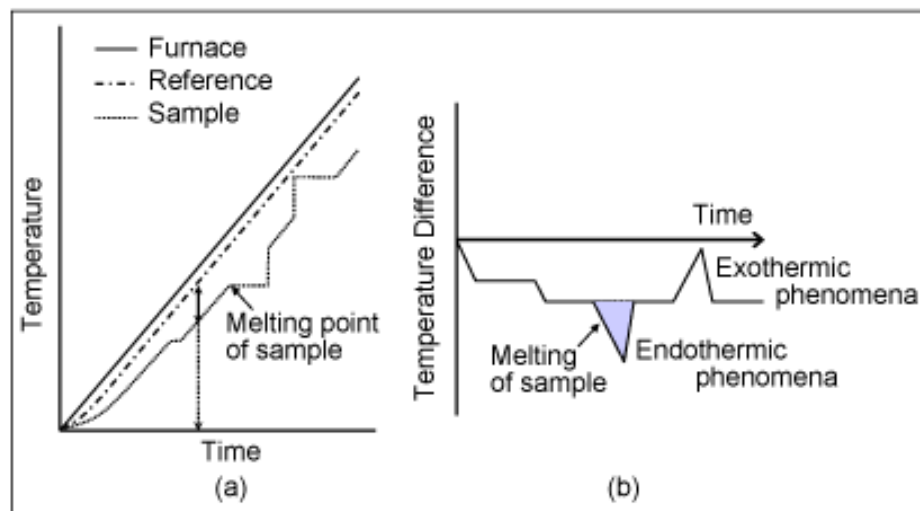 Furnace
Reference
Sample
Temperature
Melting point
of sample
Time
(a)
Temperature Difference
Time
Exothermic
phenomena
Melting
of sample
Endothermic
phenomena
(b)